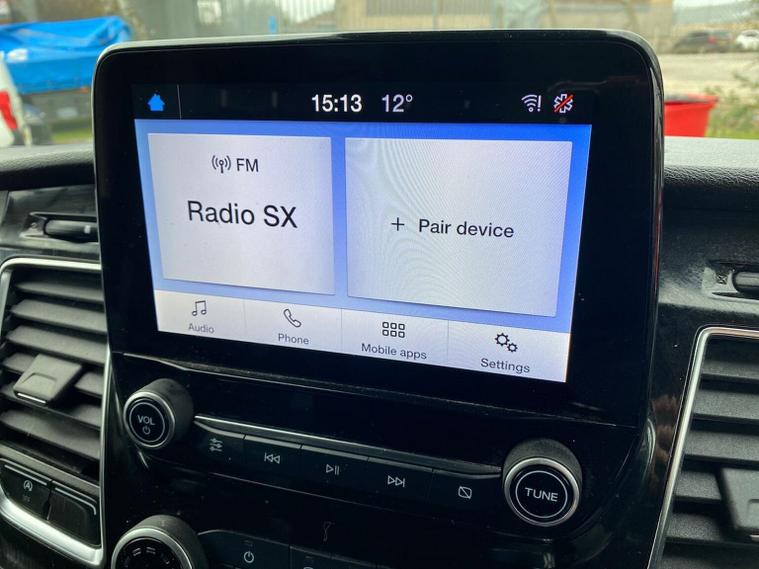 15:13 12°
FM
Radio SX
+ Pair device
Audio
Phone
Mobile apps
Settings
VOL
TUNE